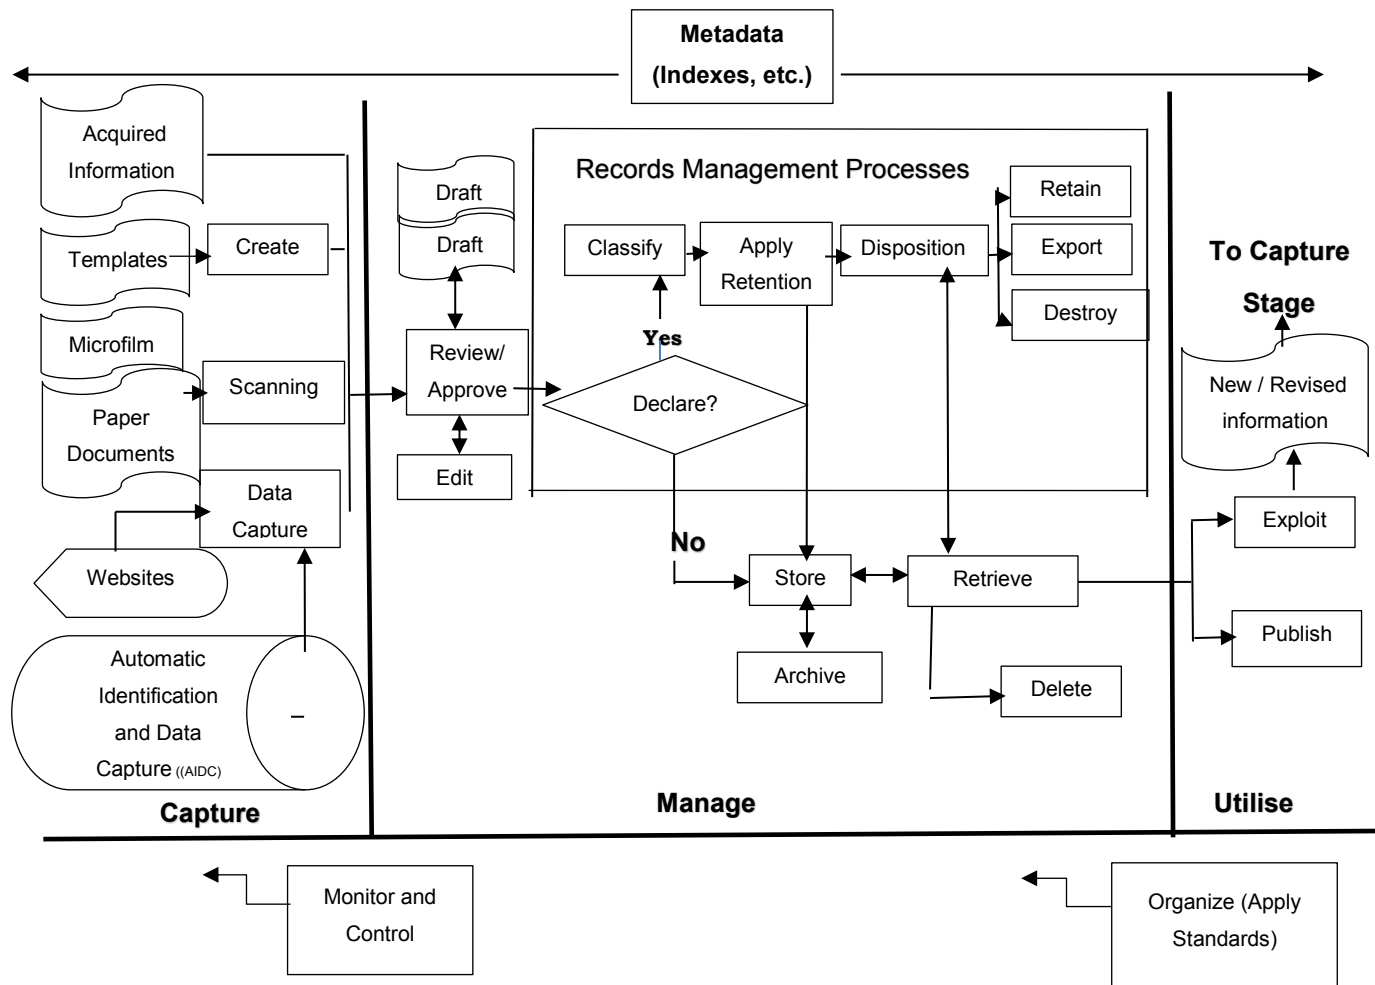 Metadata
(Indexes, etc.)
Acquired
Information
Templates
Create
Microfilm
Paper
Documents
Scanning
Data
Capture
Websites
Automatic
Identification
and Data
Capture ((AIDC)
Capture
Draft
Draft
Review/
Approve
Edit
Records Management Processes
Classify
Apply
Retention
Disposition
Retain
Export
Destroy
Yes
Declare?
No
Store
Retrieve
Archive
Delete
Manage
To Capture
Stage
New / Revised
information
Exploit
Publish
Utilise
Monitor and
Control
Organize (Apply
Standards)